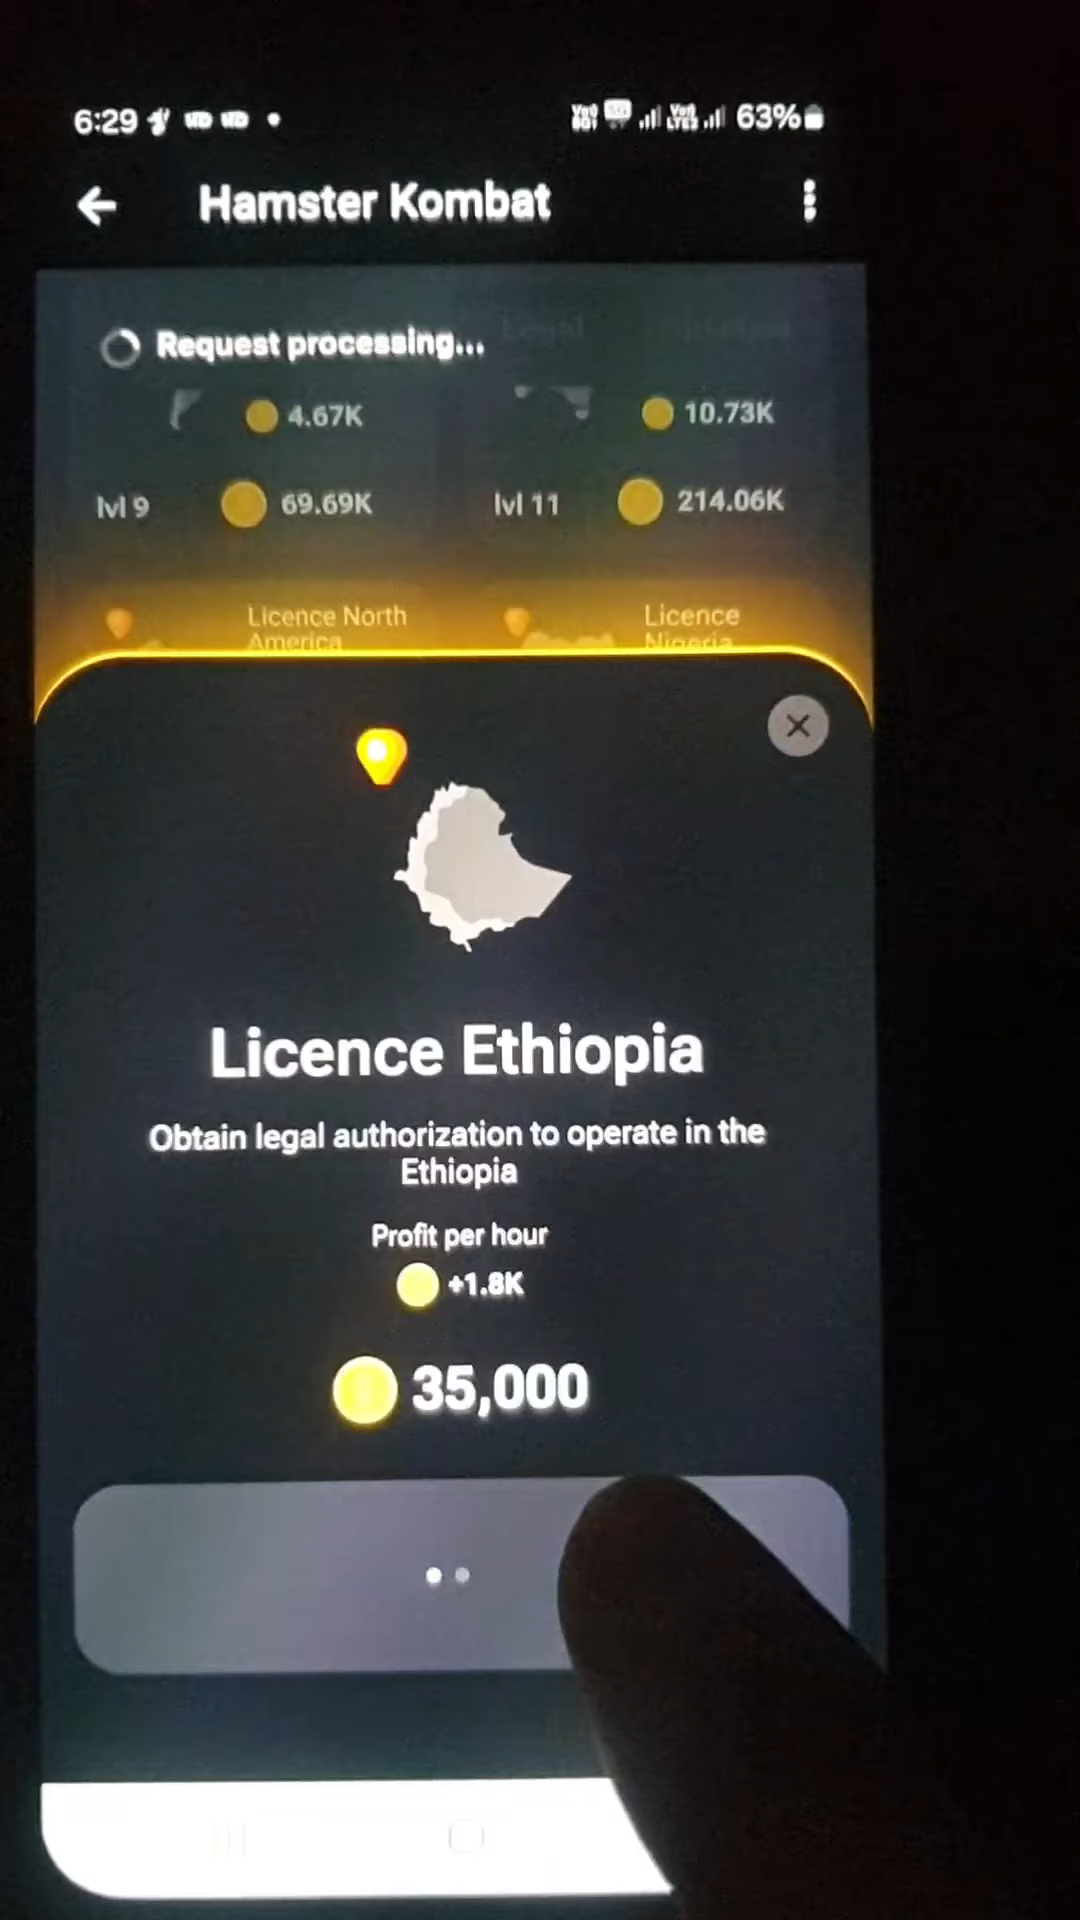 6:29 63%
Hamster Kombat
Request processing...
4.67K 10.73K
lvl 9 69.69K lvl 11 214.06K
Licence North Licence
America Nigeria
Licence Ethiopia
Obtain legal authorization to operate in the
Ethiopia
Profit per hour
+1.8K
35,000